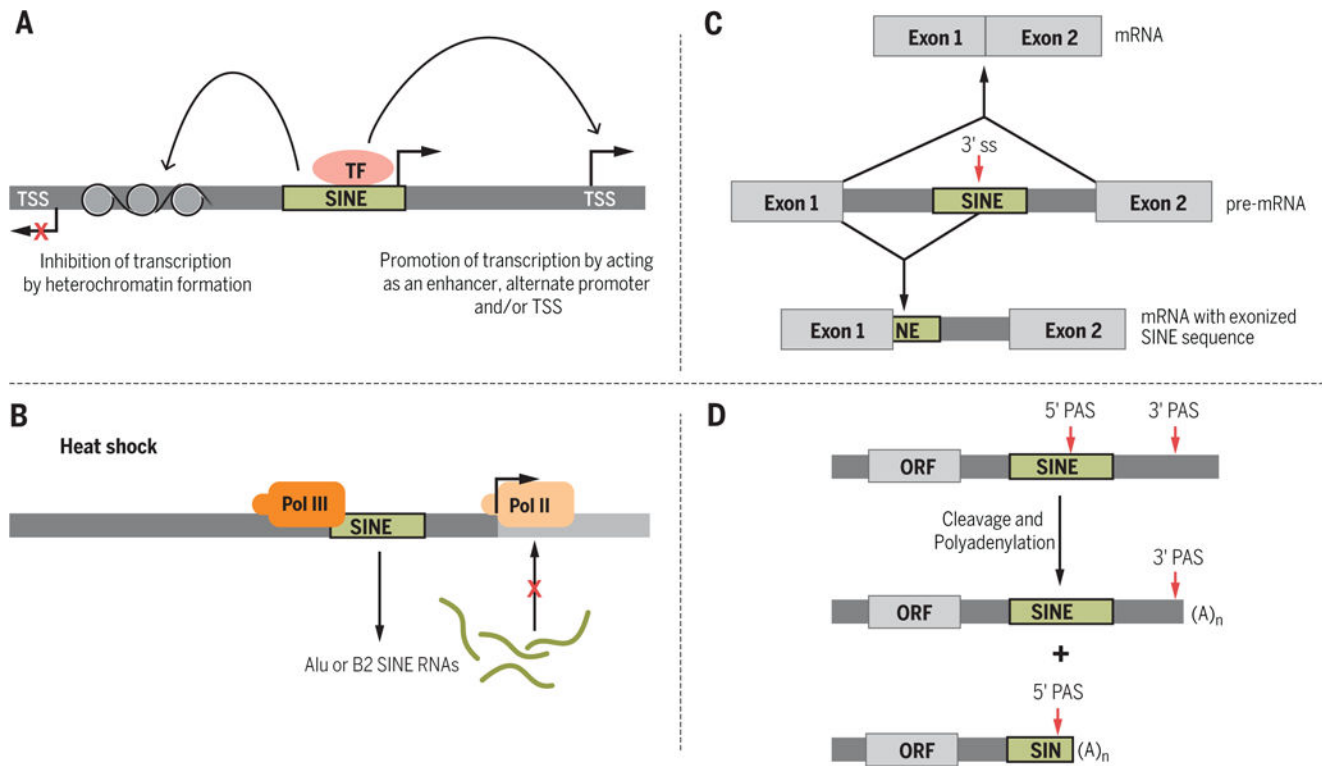 A
TF
TSS
SINE
TSS
X
Inhibition of transcription
by heterochromatin formation
Promotion of transcription by acting
as an enhancer, alternate promoter
and/or TSS
B
Heat shock
Pol III
SINE
Pol II
X
Alu or B2 SINE RNAs
C
Exon 1 Exon 2 mRNA
3' ss
Exon 1 SINE Exon 2 pre-mRNA
Exon 1 NE Exon 2
mRNA with exonized
SINE sequence
D
5' PAS 3' PAS
ORF SINE
Cleavage and
Polyadenylation
3' PAS
ORF SINE (A)n
+
5' PAS
ORF SIN (A)n